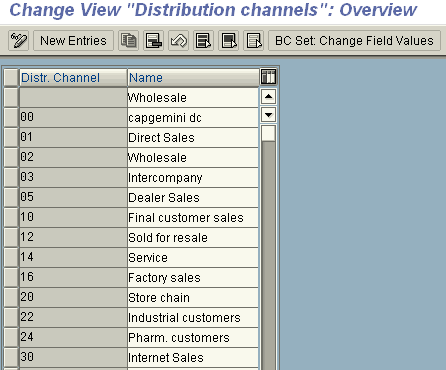 Change View "Distribution channels": Overview
New Entries BC Set: Change Field Values
Distr. Channel Name
Wholesale
00 capgemini dc
01 Direct Sales
02 Wholesale
03 Intercompany
05 Dealer Sales
10 Final customer sales
12 Sold for resale
14 Service
16 Factory sales
20 Store chain
22 Industrial customers
24 Pharm. customers
30 Internet Sales